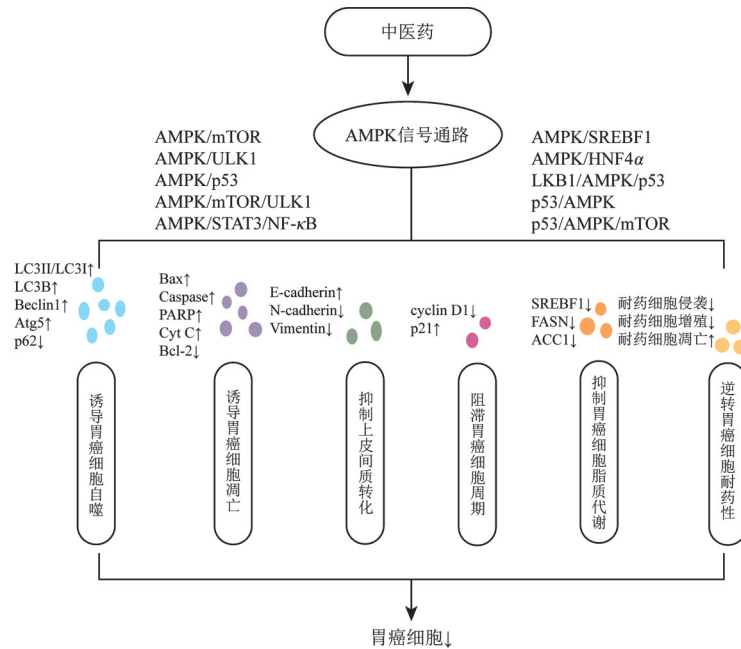 中医药
AMPK信号通路
AMPK/mTOR
AMPK/ULK1
AMPK/p53
AMPK/mTOR/ULK1
AMPK/STAT3/NF-κB
AMPK/SREBF1
AMPK/HNF4α
LKB1/AMPK/p53
p53/AMPK
p53/AMPK/mTOR
LC3II/LC3I↑
LC3B↑
Beclin1↑
Atg5↑
p62↓
Bax↑
Caspase↑
PARP↑
Cyt C↑
Bcl-2↓
E-cadherin↑
N-cadherin↓
Vimentin↓
cyclin D1↓
p21↑
SREBF1↓
FASN↓
ACC1↓
耐药细胞侵袭↓
耐药细胞增殖↓
耐药细胞凋亡↑
诱导胃癌细胞自噬
诱导胃癌细胞凋亡
抑制上皮间质转化
阻滞胃癌细胞周期
抑制胃癌细胞脂质代谢
逆转胃癌细胞耐药性
胃癌细胞↓